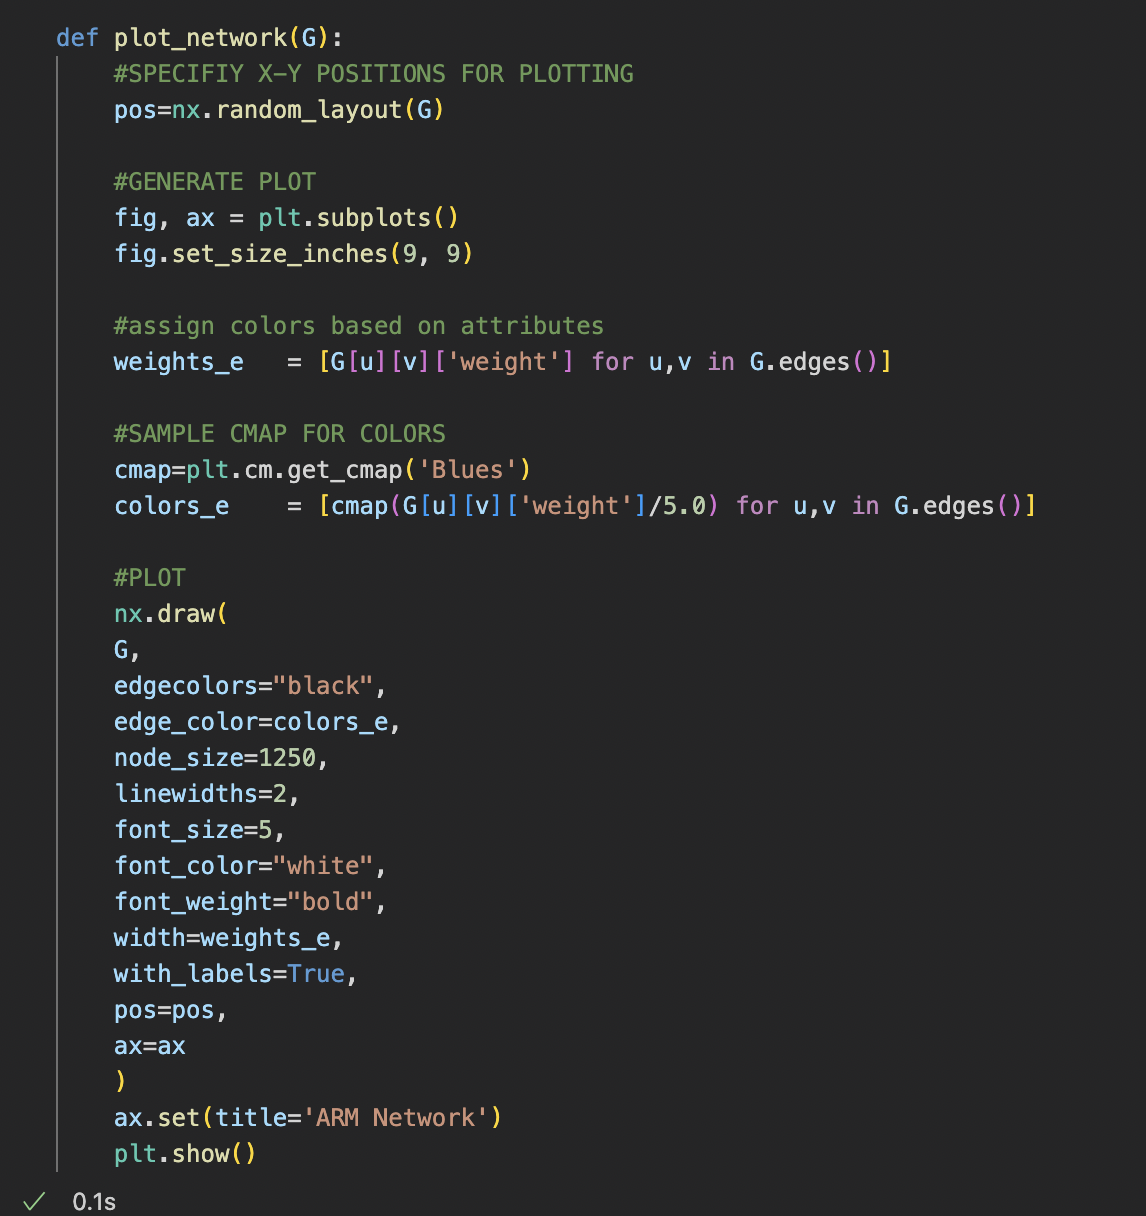 def plot_network(G):
    #SPECIFIY X-Y POSITIONS FOR PLOTTING
    pos=nx.random_layout(G)
    #GENERATE PLOT
    fig, ax = plt.subplots()
    fig.set_size_inches(9, 9)
    #assign colors based on attributes
    weights_e   = [G[u][v]['weight'] for u,v in G.edges()]
    #SAMPLE CMAP FOR COLORS
    cmap=plt.cm.get_cmap('Blues')
    colors_e    = [cmap(G[u][v]['weight']/5.0) for u,v in G.edges()]
    #PLOT
    nx.draw(
    G,
    edgecolors="black",
    edge_color=colors_e,
    node_size=1250,
    linewidths=2,
    font_size=5,
    font_color="white",
    font_weight="bold",
    width=weights_e,
    with_labels=True,
    pos=pos,
    ax=ax
    )
    ax.set(title='ARM Network')
    plt.show()
✓ 0.1s